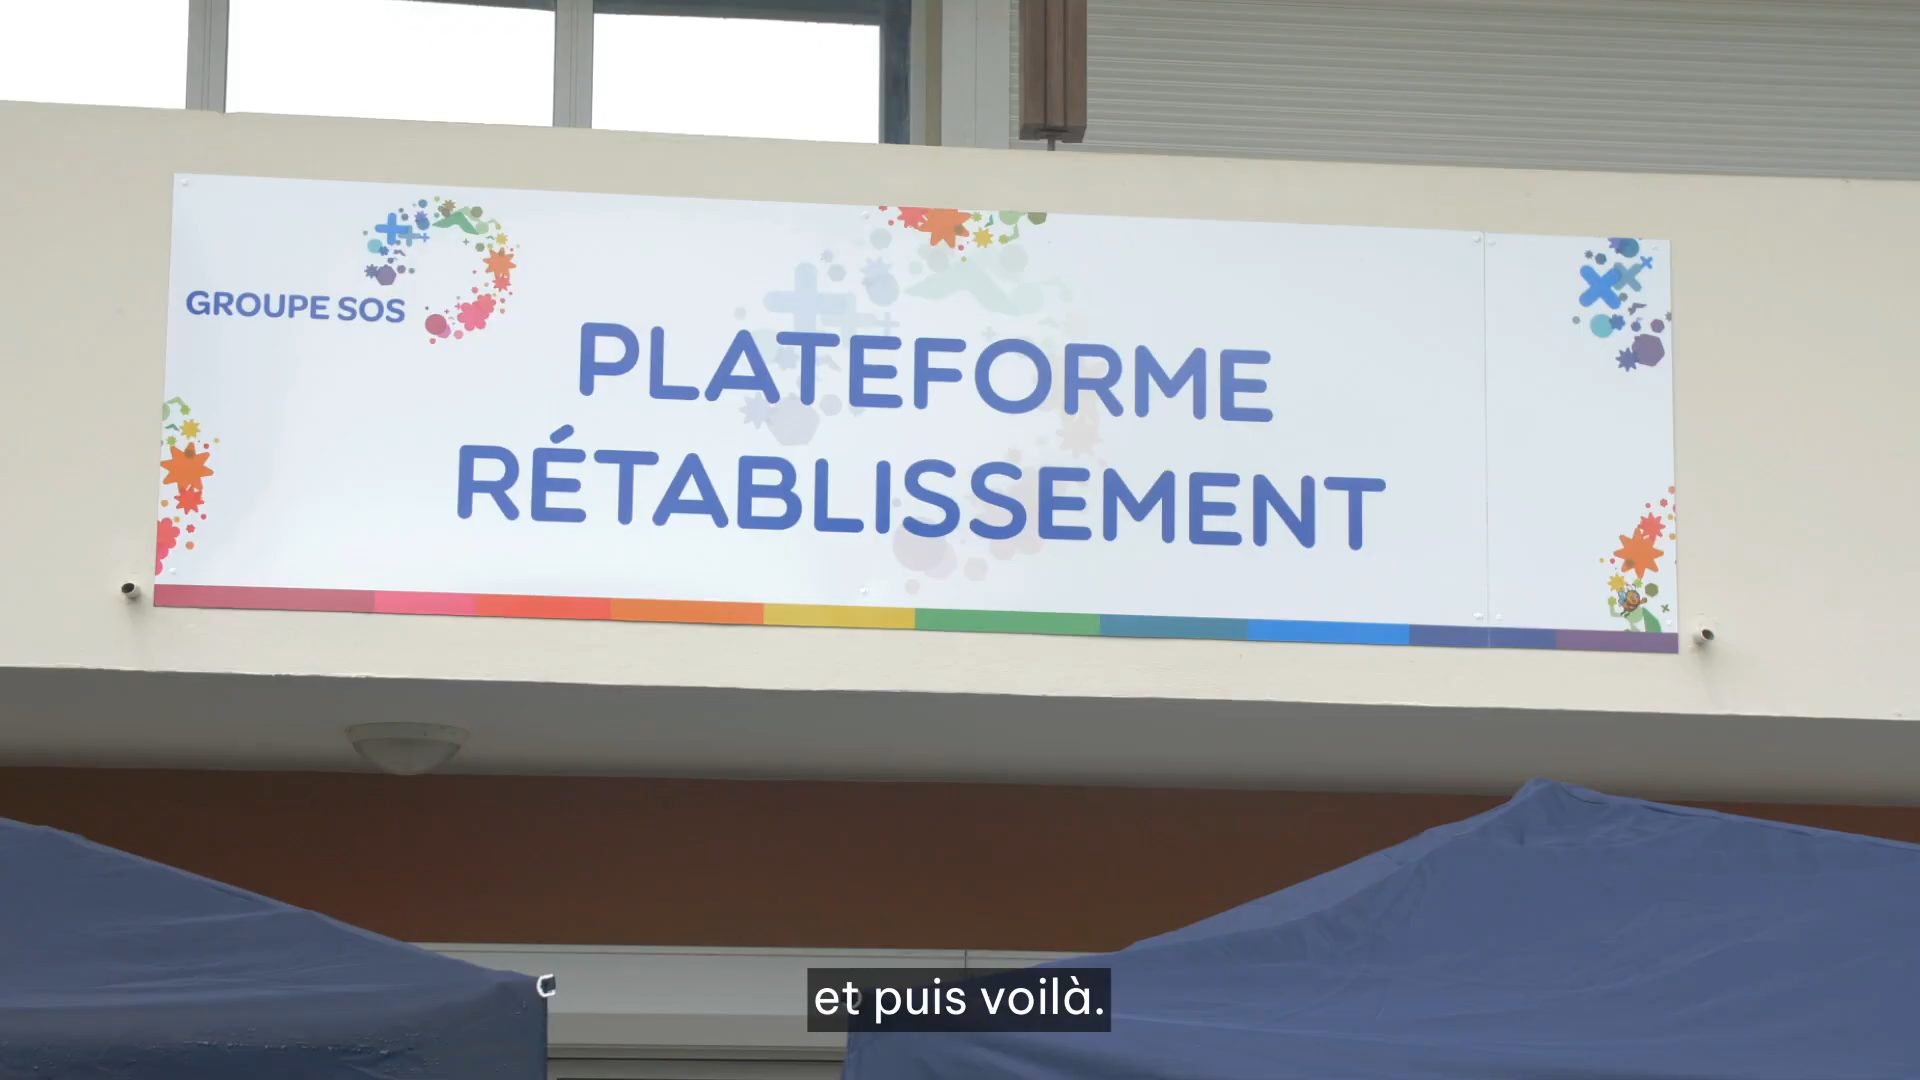 GROUPE SOS
PLATEFORME
RÉTABLISSEMENT
et puis voilà.